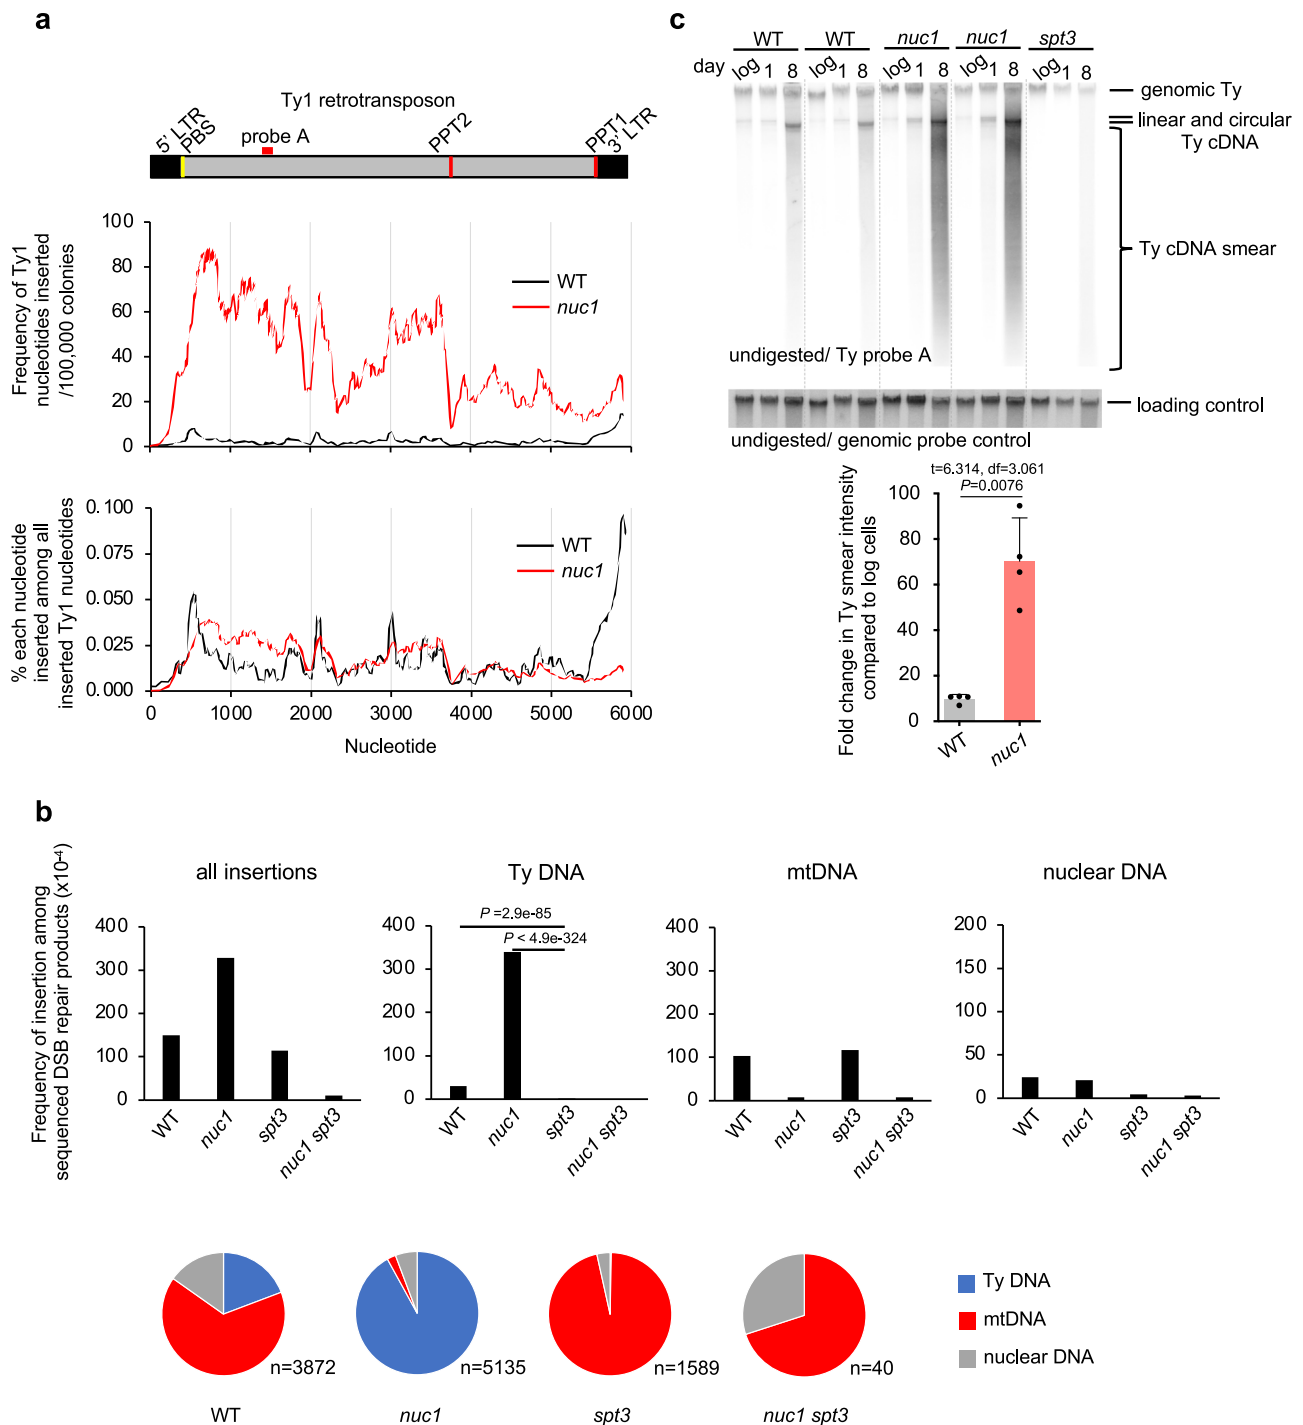 a
Ty1 retrotransposon
5' LTR
PBS
probe A
PPT2
PPT1
3' LTR
Frequency of Ty1
nucleotides inserted
/100,000 colonies
100
80
60
40
20
0
WT
nuc1
% each nucleotide
inserted among all
inserted Ty1 nucleotides
0.100
0.075
0.050
0.025
0.000
WT
nuc1
0 1000 2000 3000 4000 5000 6000
Nucleotide
c
WT WT nuc1 nuc1 spt3
day log 1 8 log 1 8 log 1 8 log 1 8 log 1 8
genomic Ty
linear and circular
Ty cDNA
Ty cDNA smear
undigested/ Ty probe A
loading control
undigested/ genomic probe control
t=6.314, df=3.061
P=0.0076
Fold change in Ty smear intensity
compared to log cells
100
80
60
40
20
0
WT nuc1
b
Frequency of insertion among
sequenced DSB repair products (x10-4)
all insertions
400
300
200
100
0
WT nuc1 spt3 nuc1 spt3
Ty DNA
P =2.9e-85
P < 4.9e-324
400
300
200
100
0
WT nuc1 spt3 nuc1 spt3
mtDNA
400
300
200
100
0
WT nuc1 spt3 nuc1 spt3
nuclear DNA
200
150
100
50
0
WT nuc1 spt3 nuc1 spt3
n=3872 n=5135 n=1589 n=40
WT nuc1 spt3 nuc1 spt3
Ty DNA
mtDNA
nuclear DNA